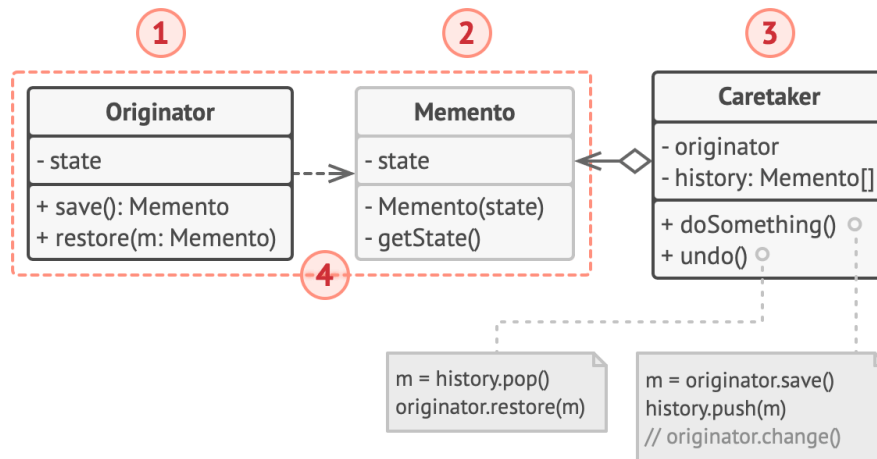 1
2
3
Originator
- state
+ save(): Memento
+ restore(m: Memento)
Memento
- state
- Memento(state)
- getState()
Caretaker
- originator
- history: Memento[]
+ doSomething()
+ undo()
4
m = history.pop()
originator.restore(m)
m = originator.save()
history.push(m)
// originator.change()